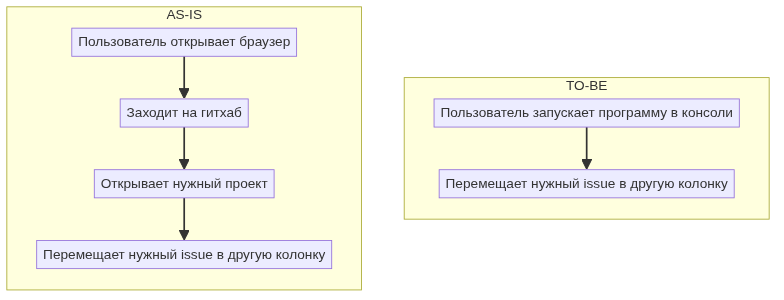 AS-IS
Пользователь открывает браузер
Заходит на гитхаб
Открывает нужный проект
Перемещает нужный issue в другую колонку
TO-BE
Пользователь запускает программу в консоли
Перемещает нужный issue в другую колонку